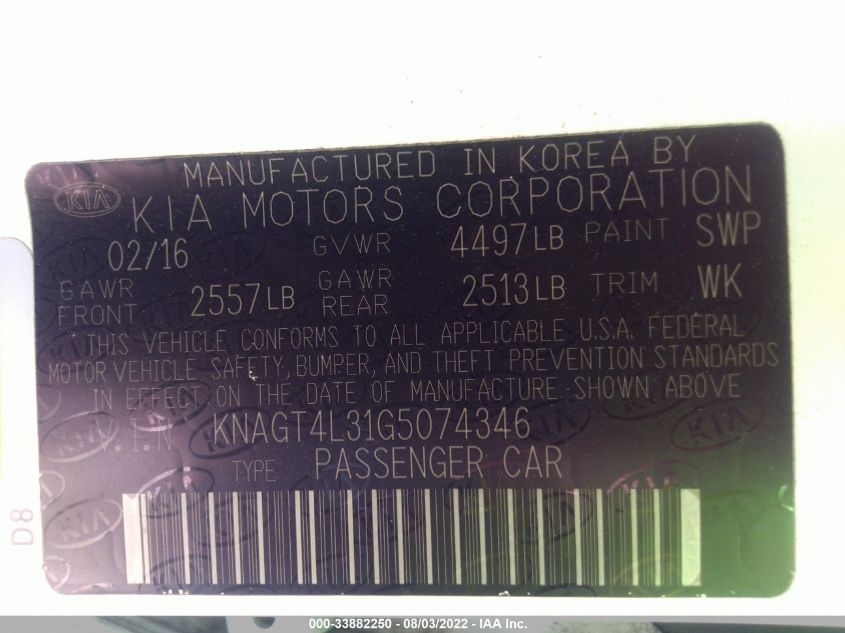 MANUFACTURED IN KOREA BY
KIA KIA MOTORS CORPORATION
02/16 GVWR 4497LB PAINT SWP
GAWR FRONT 2557LB GAWR REAR 2513LB TRIM WK
THIS VEHICLE CONFORMS TO ALL APPLICABLE U.S.A. FEDERAL
MOTOR VEHICLE SAFETY, BUMPER, AND THEFT PREVENTION STANDARDS
IN EFFECT ON THE DATE OF MANUFACTURE SHOWN ABOVE
V.I.N KNAGT4L31G5074346
TYPE PASSENGER CAR
D8
000-33882250 - 08/03/2022 - IAA Inc.